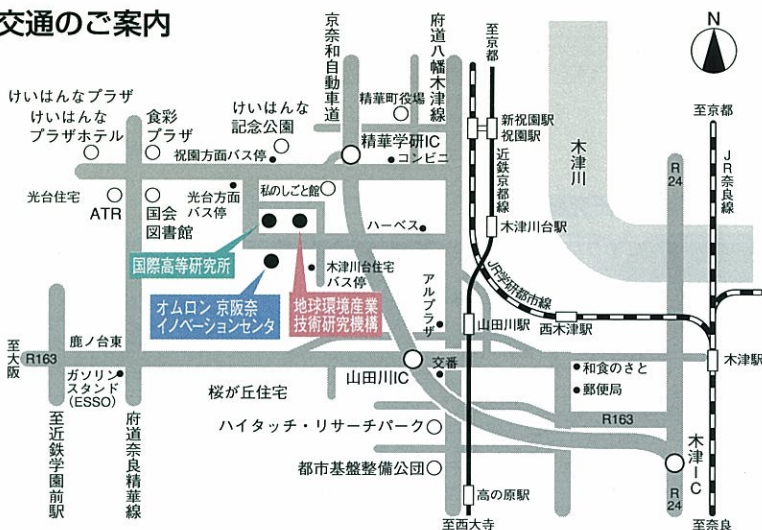 交通のご案内
N
京奈和自動車道
府道八幡木津線
至京都
至京都
けいはんなプラザ
けいはんな
プラザホテル
食彩
プラザ
けいはんな
記念公園
精華町役場
新祝園駅
祝園駅
祝園方面バス停
精華学研IC
コンビニ
近鉄京都線
木津川
R
24
JR奈良線
光台住宅
ATR
国会
図書館
光台方面
バス停
私のしごと館
ハーベス
木津川台駅
国際高等研究所
木津川台住宅
バス停
オムロン 京阪奈
イノベーションセンタ
地球環境産業
技術研究機構
アルプラザ
JR学研都市線
山田川駅
西木津駅
至大阪
R163
鹿ノ台東
ガソリン
スタンド
(ESSO)
桜が丘住宅
山田川IC
交番
和食のさと
郵便局
木津駅
R163
ハイタッチ・リサーチパーク
都市基盤整備公団
木津IC
R
24
至近鉄学園前駅
府道奈良精華線
高の原駅
至西大寺
至奈良